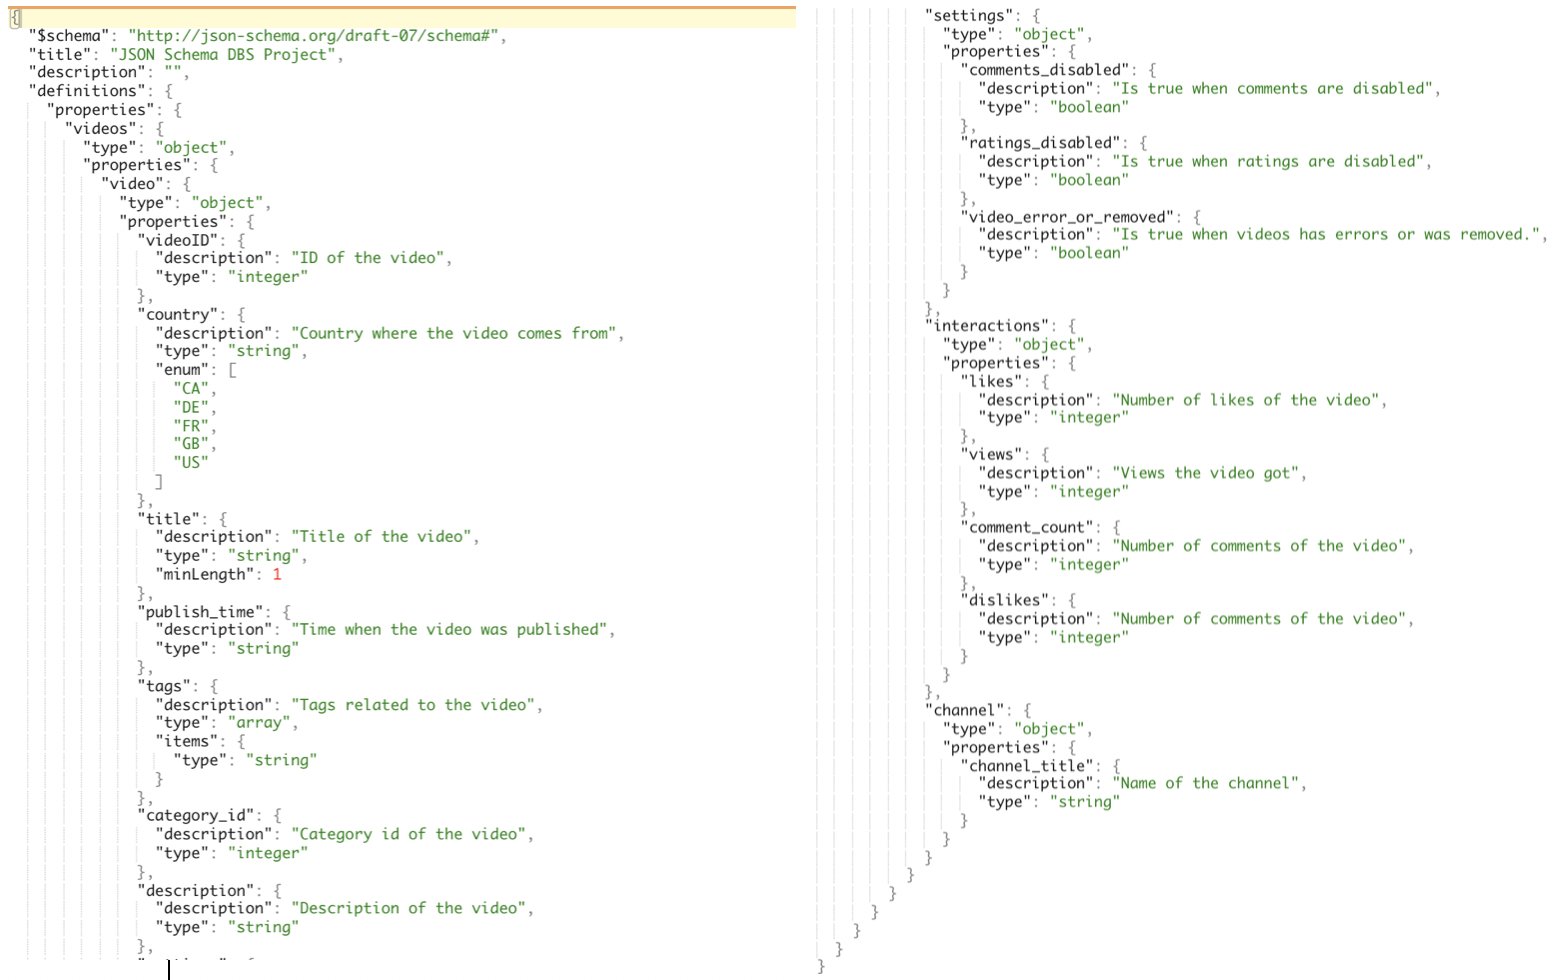 {
"$schema": "http://json-schema.org/draft-07/schema#",
"title": "JSON Schema DBS Project",
"description": "",
"definitions": {
"properties": {
"videos": {
"type": "object",
"properties": {
"video": {
"type": "object",
"properties": {
"videoID": {
"description": "ID of the video",
"type": "integer"
},
"country": {
"description": "Country where the video comes from",
"type": "string",
"enum": [
"CA",
"DE",
"FR",
"GB",
"US"
]
},
"title": {
"description": "Title of the video",
"type": "string",
"minLength": 1
},
"publish_time": {
"description": "Time when the video was published",
"type": "string"
},
"tags": {
"description": "Tags related to the video",
"type": "array",
"items": {
"type": "string"
}
},
"category_id": {
"description": "Category id of the video",
"type": "integer"
},
"description": {
"description": "Description of the video",
"type": "string"
},
"settings": {
"type": "object",
"properties": {
"comments_disabled": {
"description": "Is true when comments are disabled",
"type": "boolean"
},
"ratings_disabled": {
"description": "Is true when ratings are disabled",
"type": "boolean"
},
"video_error_or_removed": {
"description": "Is true when videos has errors or was removed.",
"type": "boolean"
}
}
},
"interactions": {
"type": "object",
"properties": {
"likes": {
"description": "Number of likes of the video",
"type": "integer"
},
"views": {
"description": "Views the video got",
"type": "integer"
},
"comment_count": {
"description": "Number of comments of the video",
"type": "integer"
},
"dislikes": {
"description": "Number of comments of the video",
"type": "integer"
}
}
},
"channel": {
"type": "object",
"properties": {
"channel_title": {
"description": "Name of the channel",
"type": "string"
}
}
}
}
}
}
}
}
}